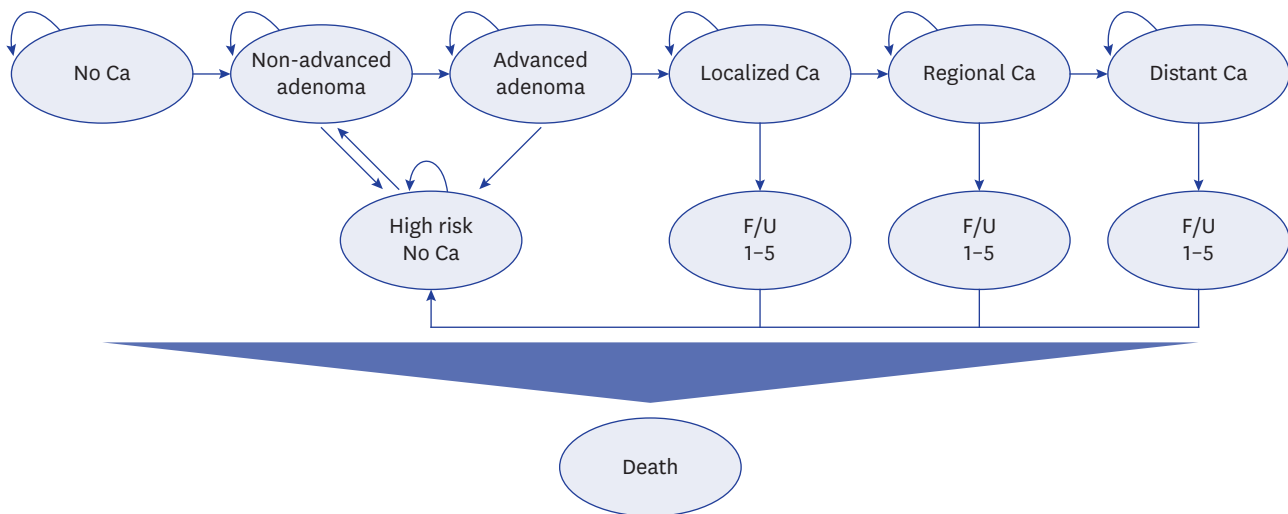 No Ca
Non-advanced
adenoma
Advanced
adenoma
Localized Ca
Regional Ca
Distant Ca
High risk
No Ca
F/U
1–5
F/U
1–5
F/U
1–5
Death